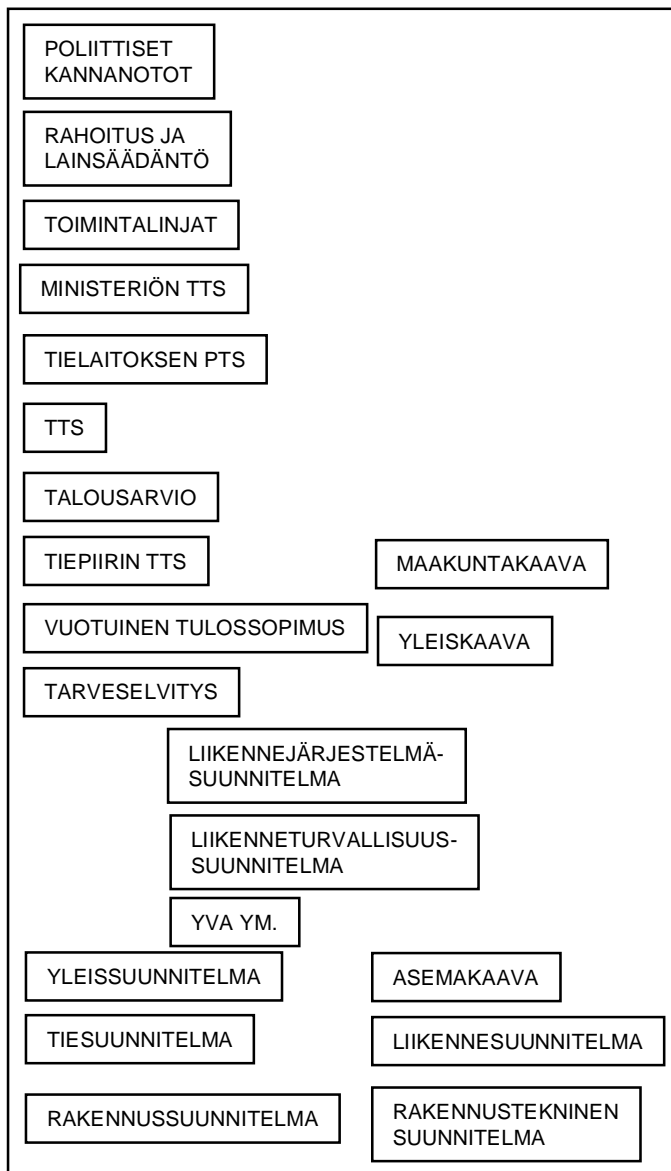 POLIITTISET
KANNANOTOT
RAHOITUS JA
LAINSÄÄDÄNTÖ
TOIMINTALINJAT
MINISTERIÖN TTS
TIELAITOKSEN PTS
TTS
TALOUSARVIO
TIEPIIRIN TTS
MAAKUNTAKAAVA
VUOTUINEN TULOSSOPIMUS
YLEISKAAVA
TARVESELVITYS
LIIKENNEJÄRJESTELMÄ-
SUUNNITELMA
LIIKENNETURVALLISUUS-
SUUNNITELMA
YVA YM.
YLEISSUUNNITELMA
ASEMAKAAVA
TIESUUNNITELMA
LIIKENNESUUNNITELMA
RAKENNUSSUUNNITELMA
RAKENNUSTEKNINEN
SUUNNITELMA